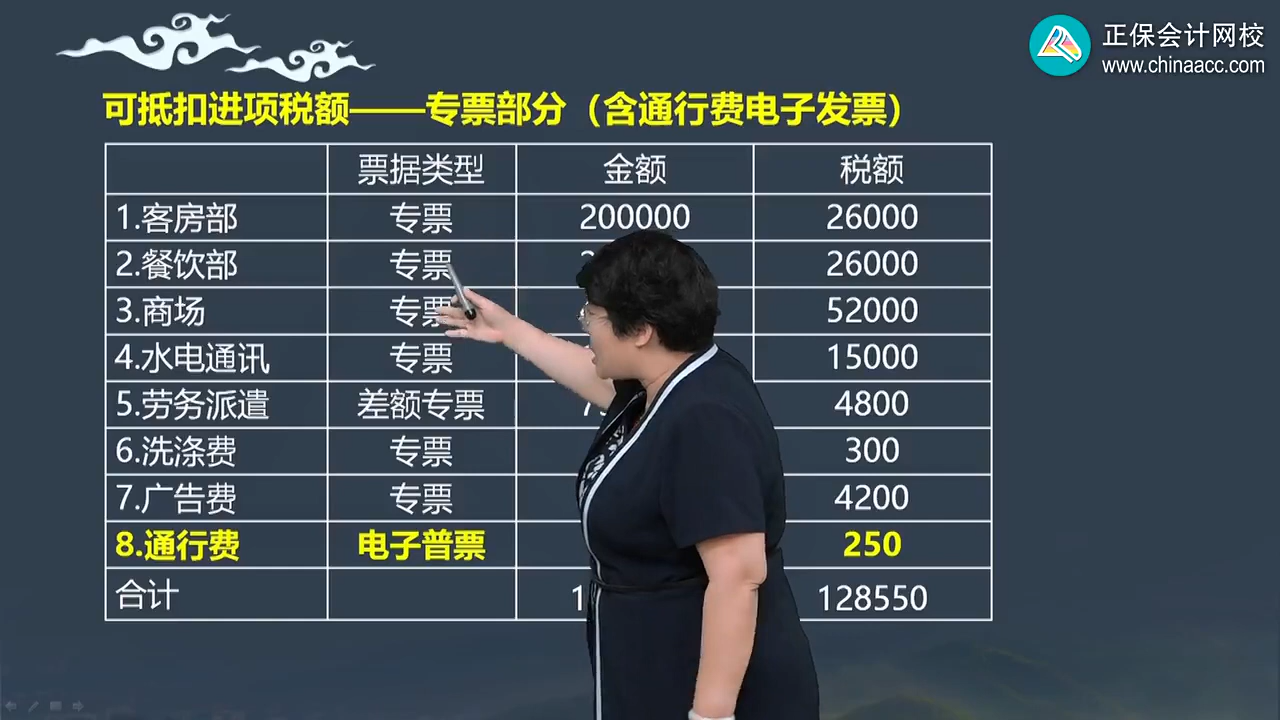 正保会计网校
www.chinaacc.com
可抵扣进项税额——专票部分（含通行费电子发票）
票据类型 金额 税额
1.客房部 专票 200000 26000
2.餐饮部 专票 26000
3.商场 专票 52000
4.水电通讯 专票 15000
5.劳务派遣 差额专票 4800
6.洗涤费 专票 300
7.广告费 专票 4200
8.通行费 电子普票 250
合计 128550